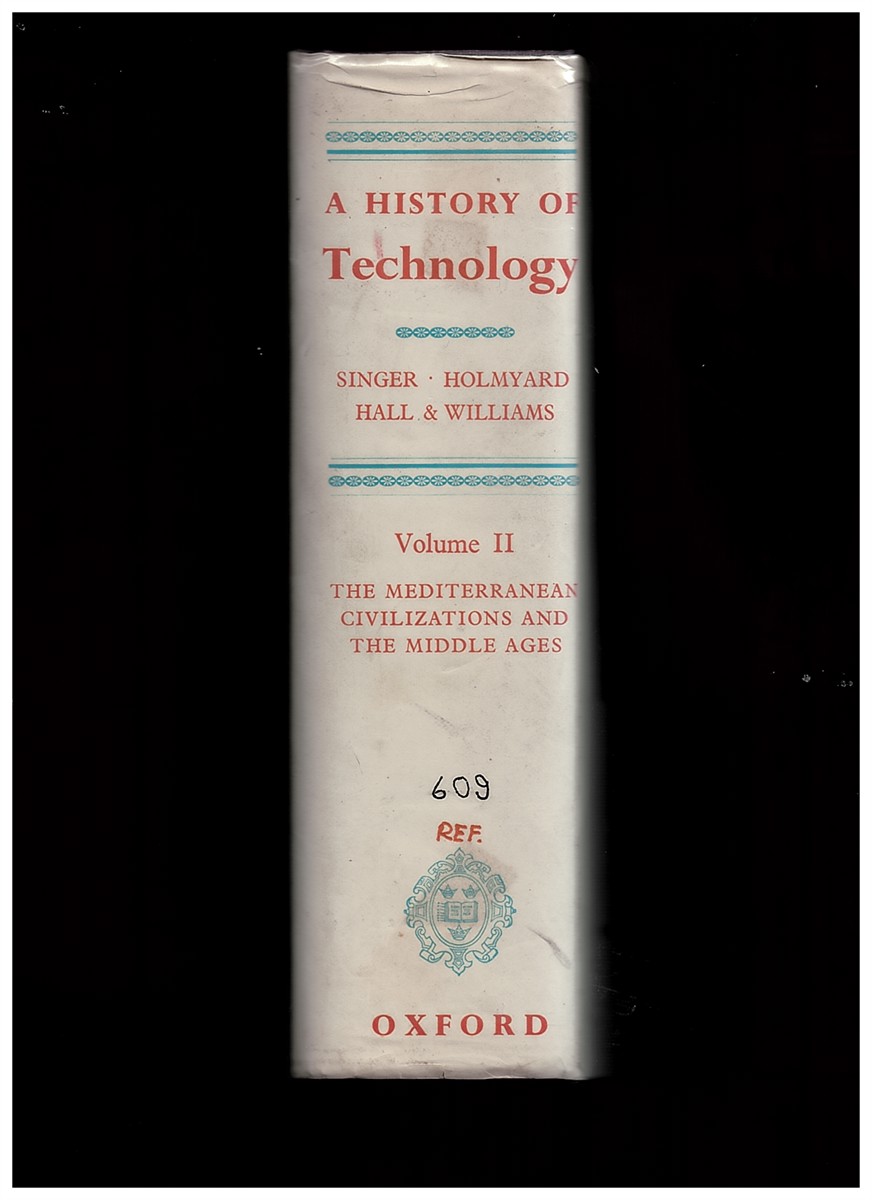 A HISTORY OF
Technology
SINGER · HOLMYARD
HALL & WILLIAMS
Volume II
THE MEDITERRANEAN
CIVILIZATIONS AND
THE MIDDLE AGES
609
REF.
OXFORD